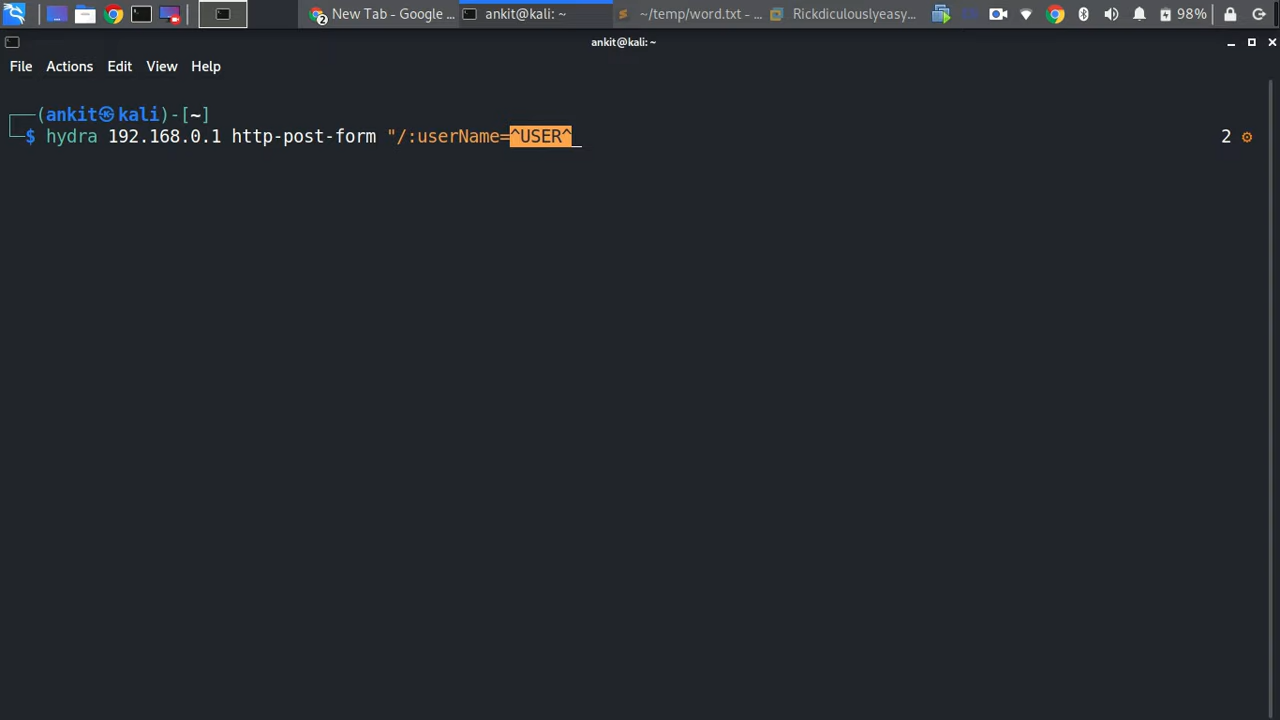 2 New Tab - Google ... ankit@kali: ~ ~/temp/word.txt - ... Rickdiculouslyeasy... 98%
ankit@kali: ~
File Actions Edit View Help
(ankit㉿kali)-[~]
$ hydra 192.168.0.1 http-post-form "/:userName=^USER^_ 2